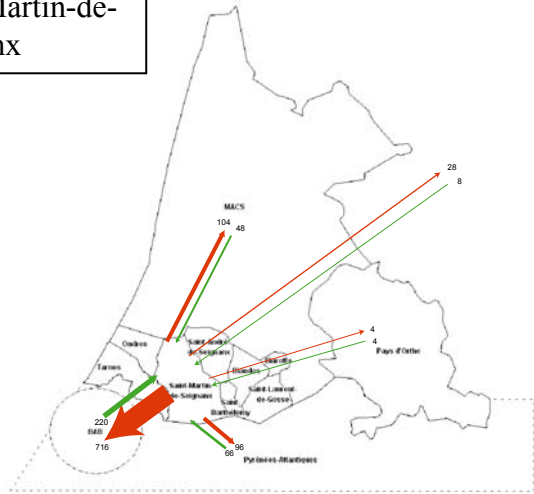 artin-de-
nx
28
8
MACS
104
48
Ondres
Saint-André
de-Seignanx
4
4
Pays d'Orthe
Tarnos
Biaudos
Biarrotte
Saint-Martin
de-Seignanx
Saint-Laurent
de-Gosse
Saint
Barthélemy
220
BAB
716
96
66
Pyrénées-Atlantiques